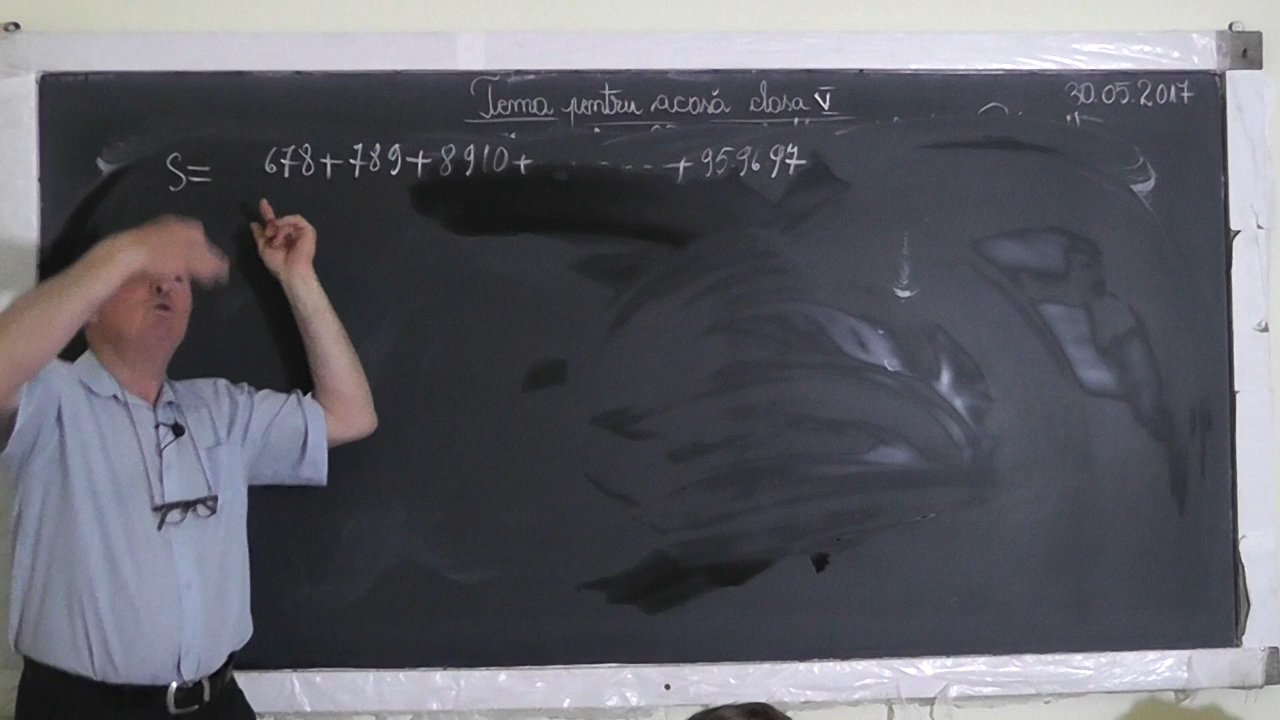 Tema pentru acasă clasa V
30.05.2017
S= 678+789+8910+ . . . . - - - . +959697